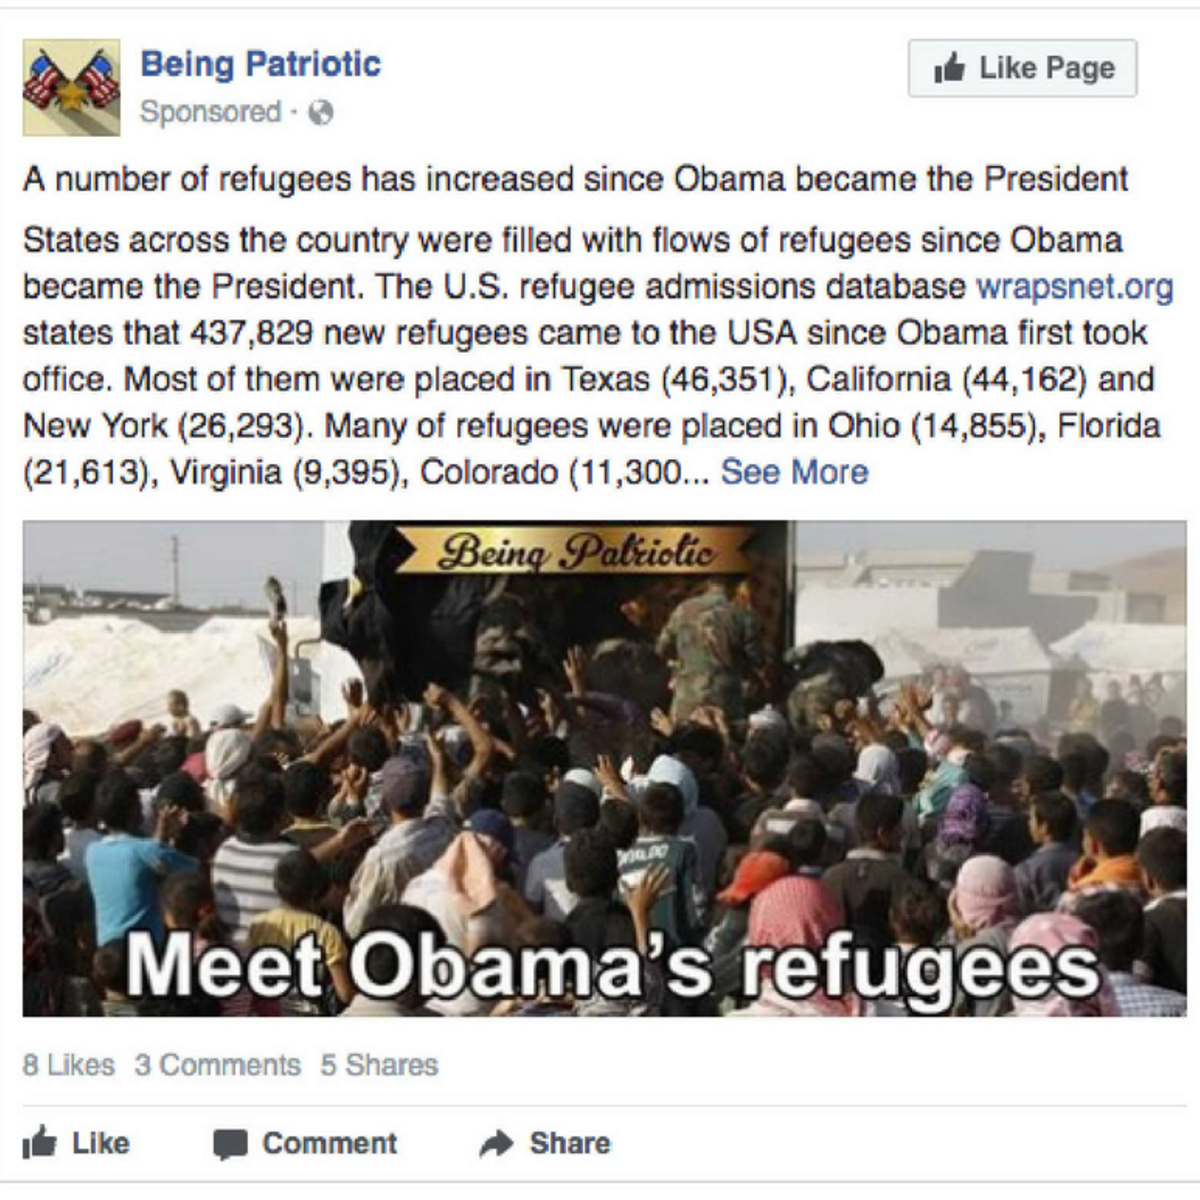 Being Patriotic
Like Page
Sponsored ·
A number of refugees has increased since Obama became the President
States across the country were filled with flows of refugees since Obama
became the President. The U.S. refugee admissions database wrapsnet.org
states that 437,829 new refugees came to the USA since Obama first took
office. Most of them were placed in Texas (46,351), California (44,162) and
New York (26,293). Many of refugees were placed in Ohio (14,855), Florida
(21,613), Virginia (9,395), Colorado (11,300... See More
Being Patriotic
Meet Obama's refugees
8 Likes 3 Comments 5 Shares
Like Comment Share